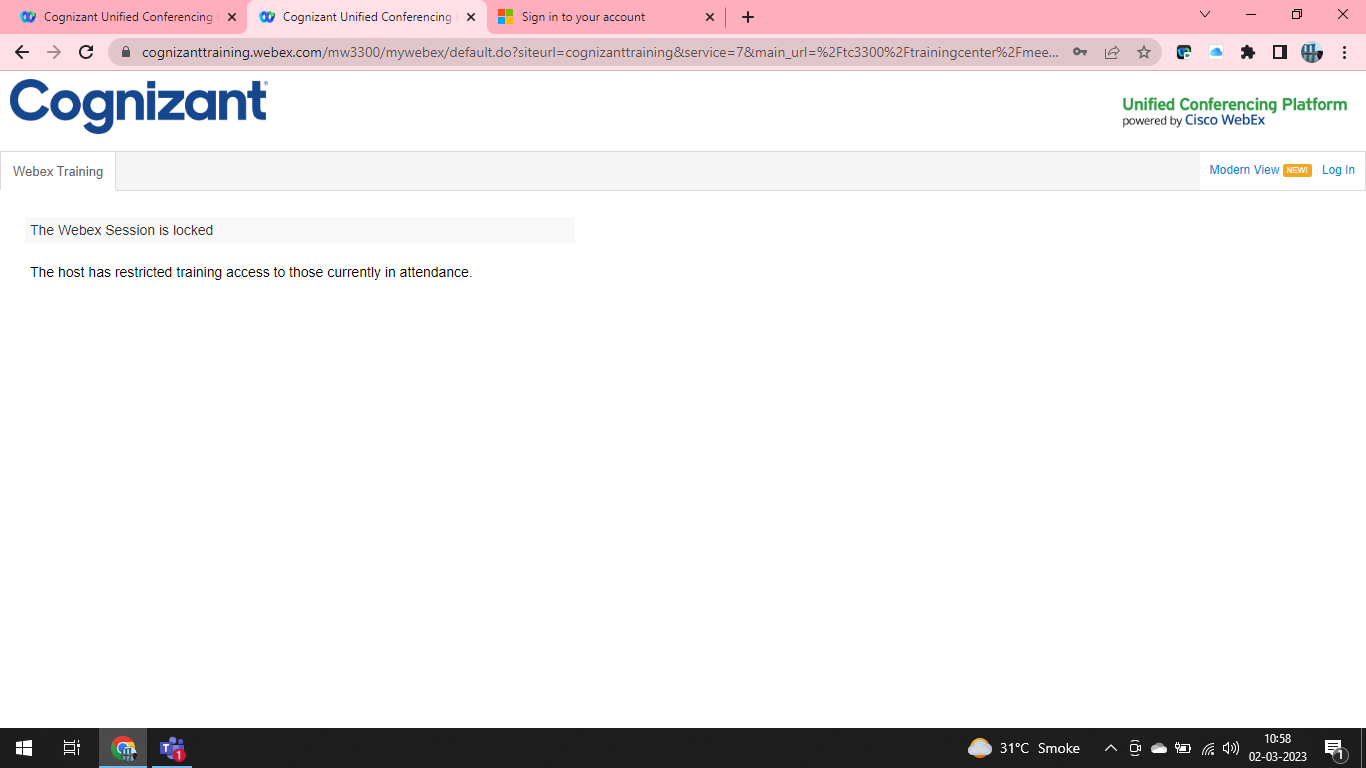 Cognizant Unified Conferencing
Cognizant Unified Conferencing
Sign in to your account
cognizanttraining.webex.com/mw3300/mywebex/default.do?siteurl=cognizanttraining&service=7&main_url=%2Ftc3300%2Ftrainingcenter%2Fmee...
Cognizant®
Unified Conferencing Platform
powered by Cisco WebEx
Webex Training
Modern View NEW! Log In
The Webex Session is locked
The host has restricted training access to those currently in attendance.
31°C Smoke
10:58
02-03-2023
1
1